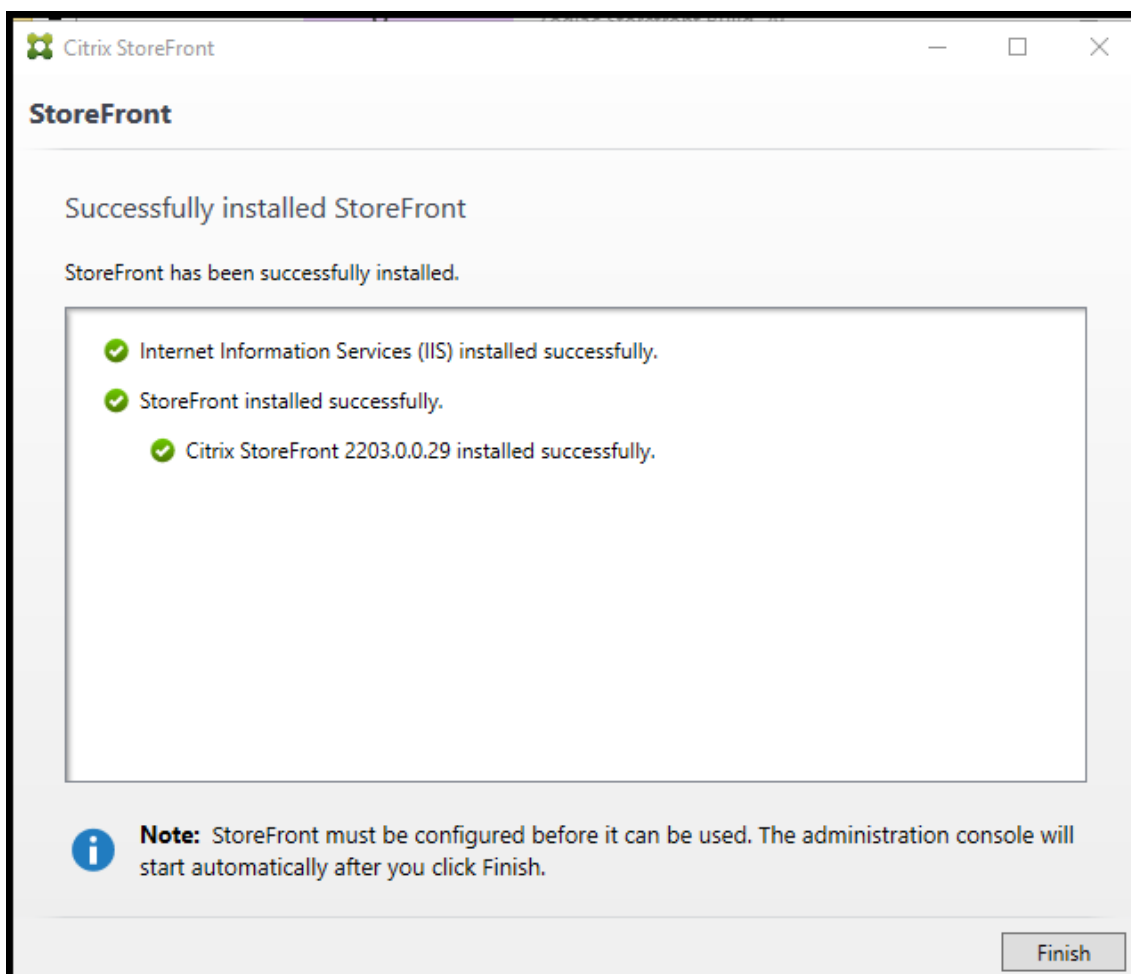 Citrix StoreFront
StoreFront
Successfully installed StoreFront
StoreFront has been successfully installed.
Internet Information Services (IIS) installed successfully.
StoreFront installed successfully.
Citrix StoreFront 2203.0.0.29 installed successfully.
Note: StoreFront must be configured before it can be used. The administration console will
start automatically after you click Finish.
Finish